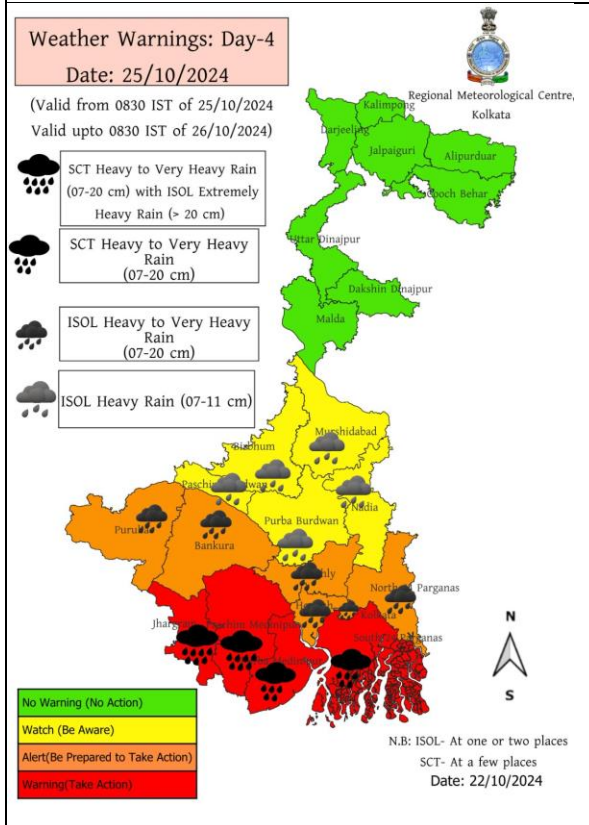 Weather Warnings: Day-4
Date: 25/10/2024
(Valid from 0830 IST of 25/10/2024
Valid upto 0830 IST of 26/10/2024)
Regional Meteorological Centre,
Kolkata
SCT Heavy to Very Heavy Rain
(07-20 cm) with ISOL Extremely
Heavy Rain (> 20 cm)
SCT Heavy to Very Heavy
Rain
(07-20 cm)
ISOL Heavy to Very Heavy
Rain
(07-20 cm)
ISOL Heavy Rain (07-11 cm)
Kalimpong
Darjeeling
Jalpaiguri
Alipurduar
Cooch Behar
Uttar Dinajpur
Dakshin Dinajpur
Malda
Murshidabad
Birbhum
Nadia
Purba Burdwan
Bankura
Kolkata
N
S
No Warning (No Action)
Watch (Be Aware)
Alert(Be Prepared to Take Action)
Warning(Take Action)
N.B: ISOL- At one or two places
SCT- At a few places
Date: 22/10/2024